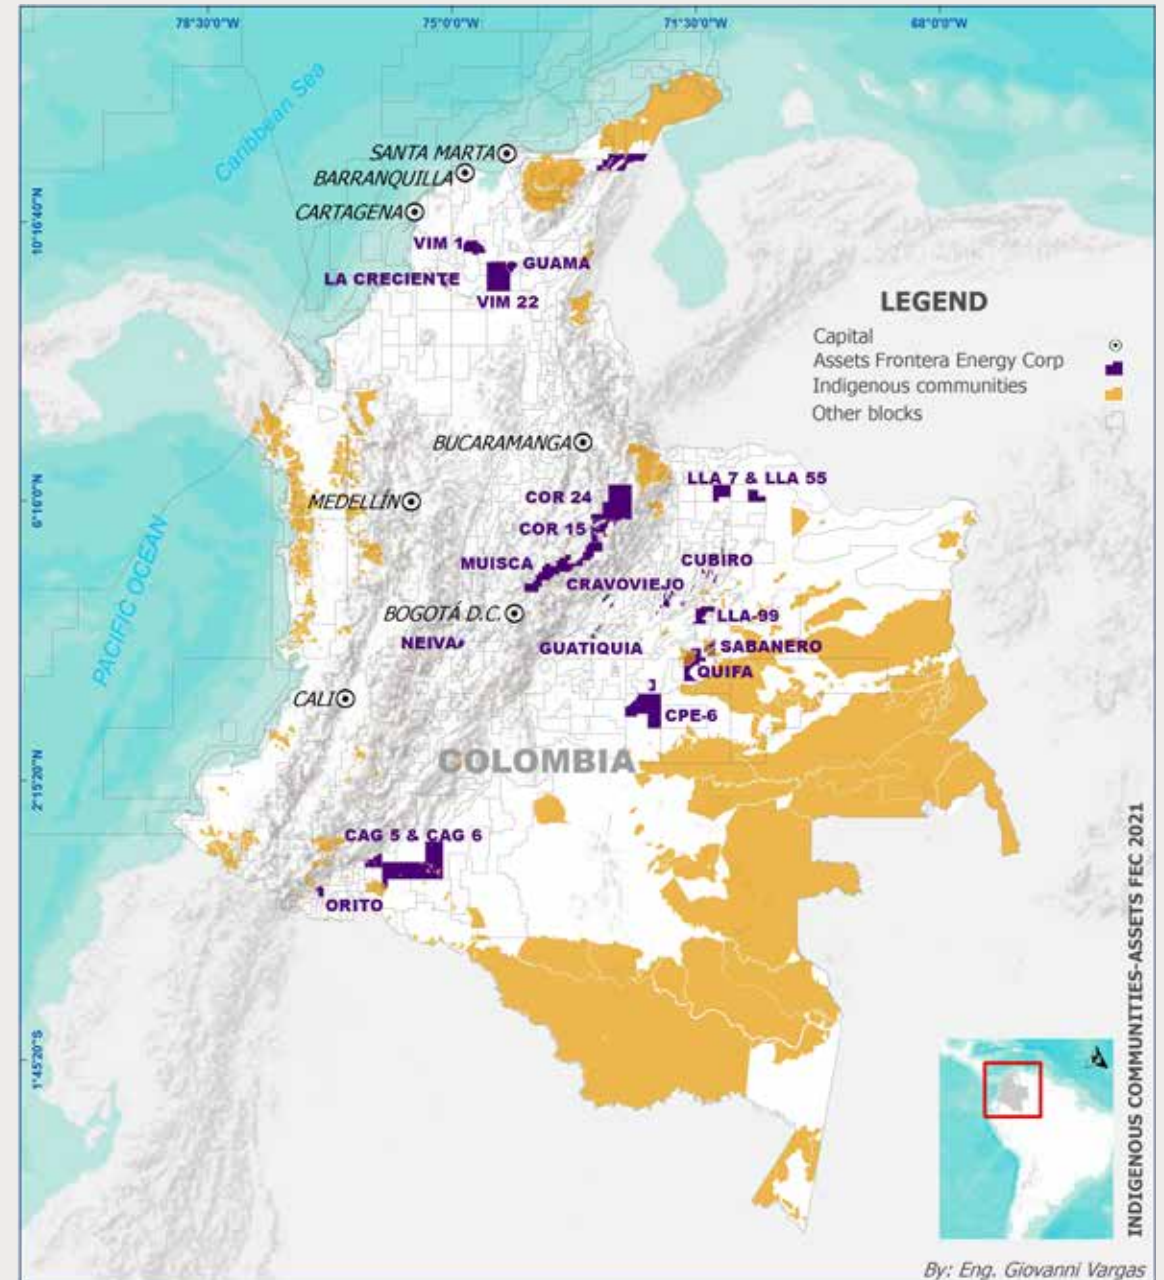 78°30'0"W
75°0'0"W
71°30'0"W
68°0'0"W
Caribbean Sea
SANTA MARTA
BARRANQUILLA
CARTAGENA
10°16'40"N
VIM 1
GUAMA
LA CRECIENTE
VIM 22
LEGEND
Capital
Assets Frontera Energy Corp
Indigenous communities
Other blocks
BUCARAMANGA
LLA 7 & LLA 55
COR 24
MEDELLÍN
6°16'0"N
COR 15
MUISCA
CUBIRO
CRAVOVIEJO
BOGOTÁ D.C.
LLA-99
NEIVA
GUATIQUIA
SABANERO
QUIFA
PACIFIC OCEAN
CALI
CPE-6
COLOMBIA
2°15'20"N
CAG 5 & CAG 6
ORITO
1°45'20"S
INDIGENOUS COMMUNITIES-ASSETS FEC 2021
By: Eng. Giovanni Vargas